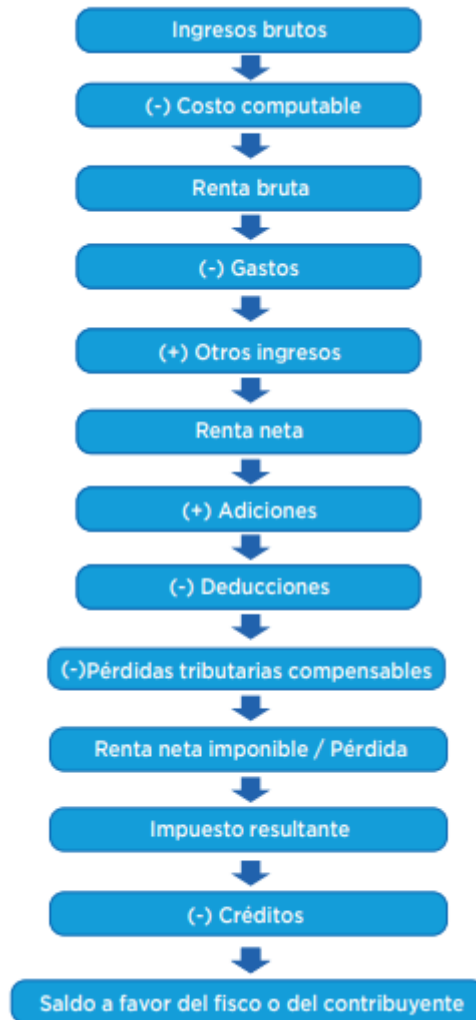 Ingresos brutos
(-) Costo computable
Renta bruta
(-) Gastos
(+) Otros ingresos
Renta neta
(+) Adiciones
(-) Deducciones
(-)Pérdidas tributarias compensables
Renta neta imponible / Pérdida
Impuesto resultante
(-) Créditos
Saldo a favor del fisco o del contribuyente